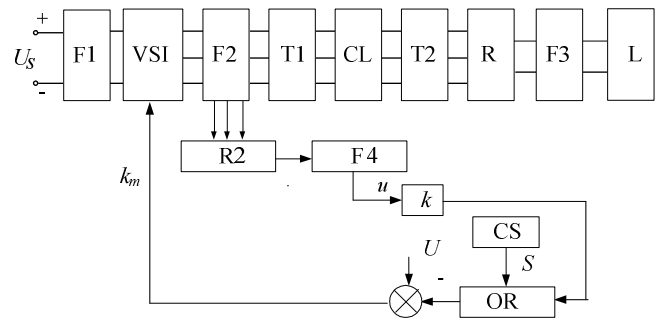 +
U_s
-
F1
VSI
F2
T1
CL
T2
R
F3
L
R2
F4
k_m
u
k
CS
U
S
-
OR